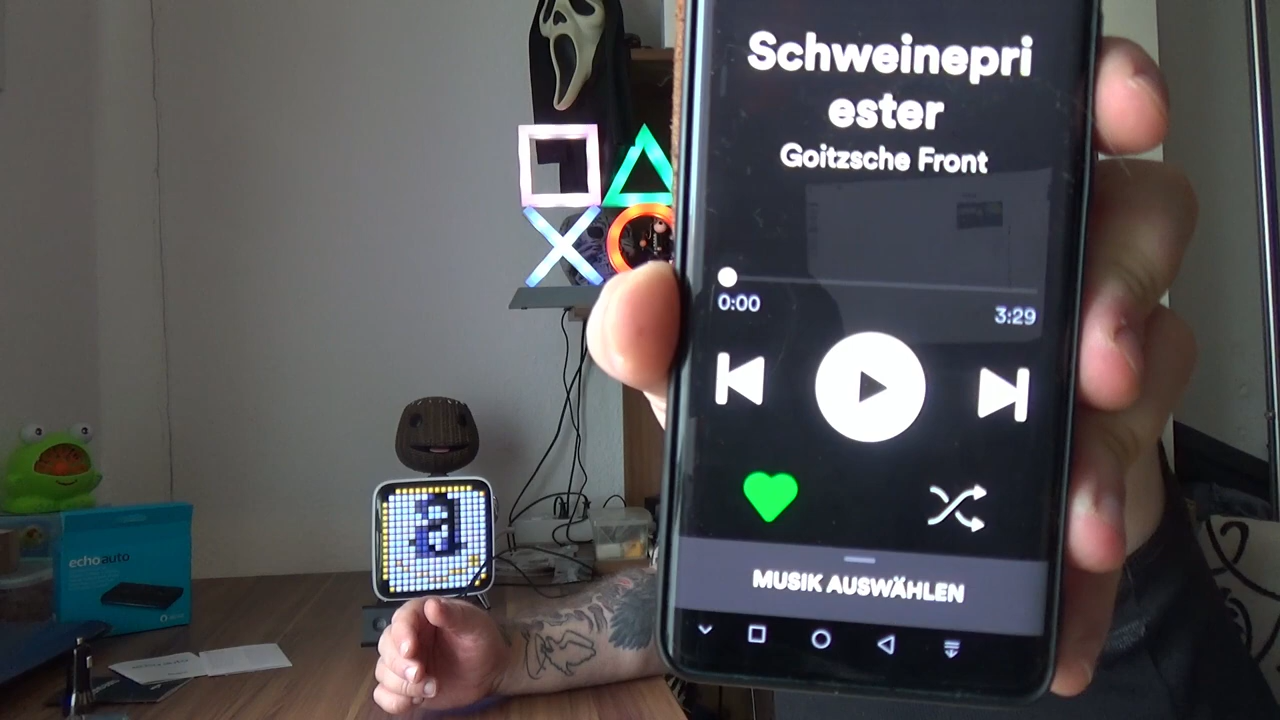 Schweinepri
ester
Goitzsche Front
0:00
3:29
MUSIK AUSWÄHLEN
a
echo auto